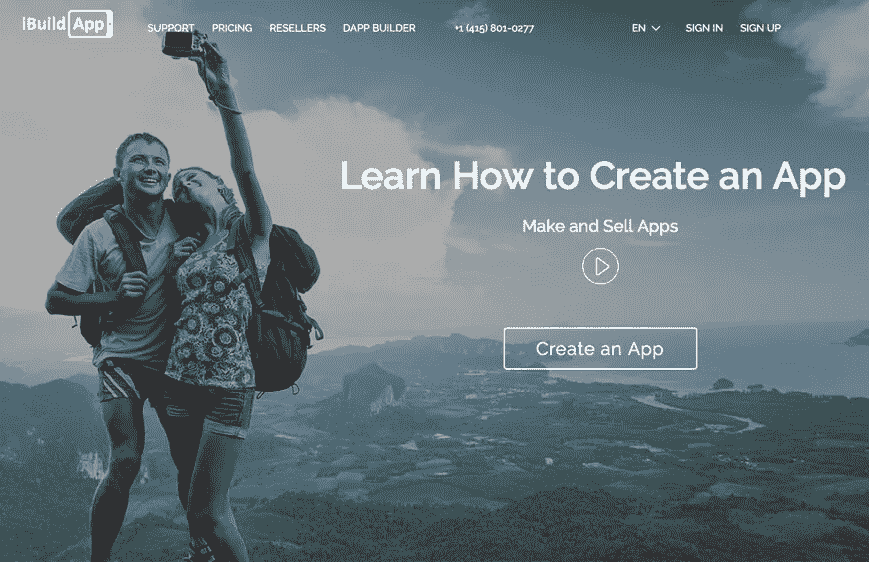 iBuildApp
SUPPORT PRICING RESELLERS DAPP BUILDER +1 (415) 801-0277 EN SIGN IN SIGN UP
Learn How to Create an App
Make and Sell Apps
Create an App